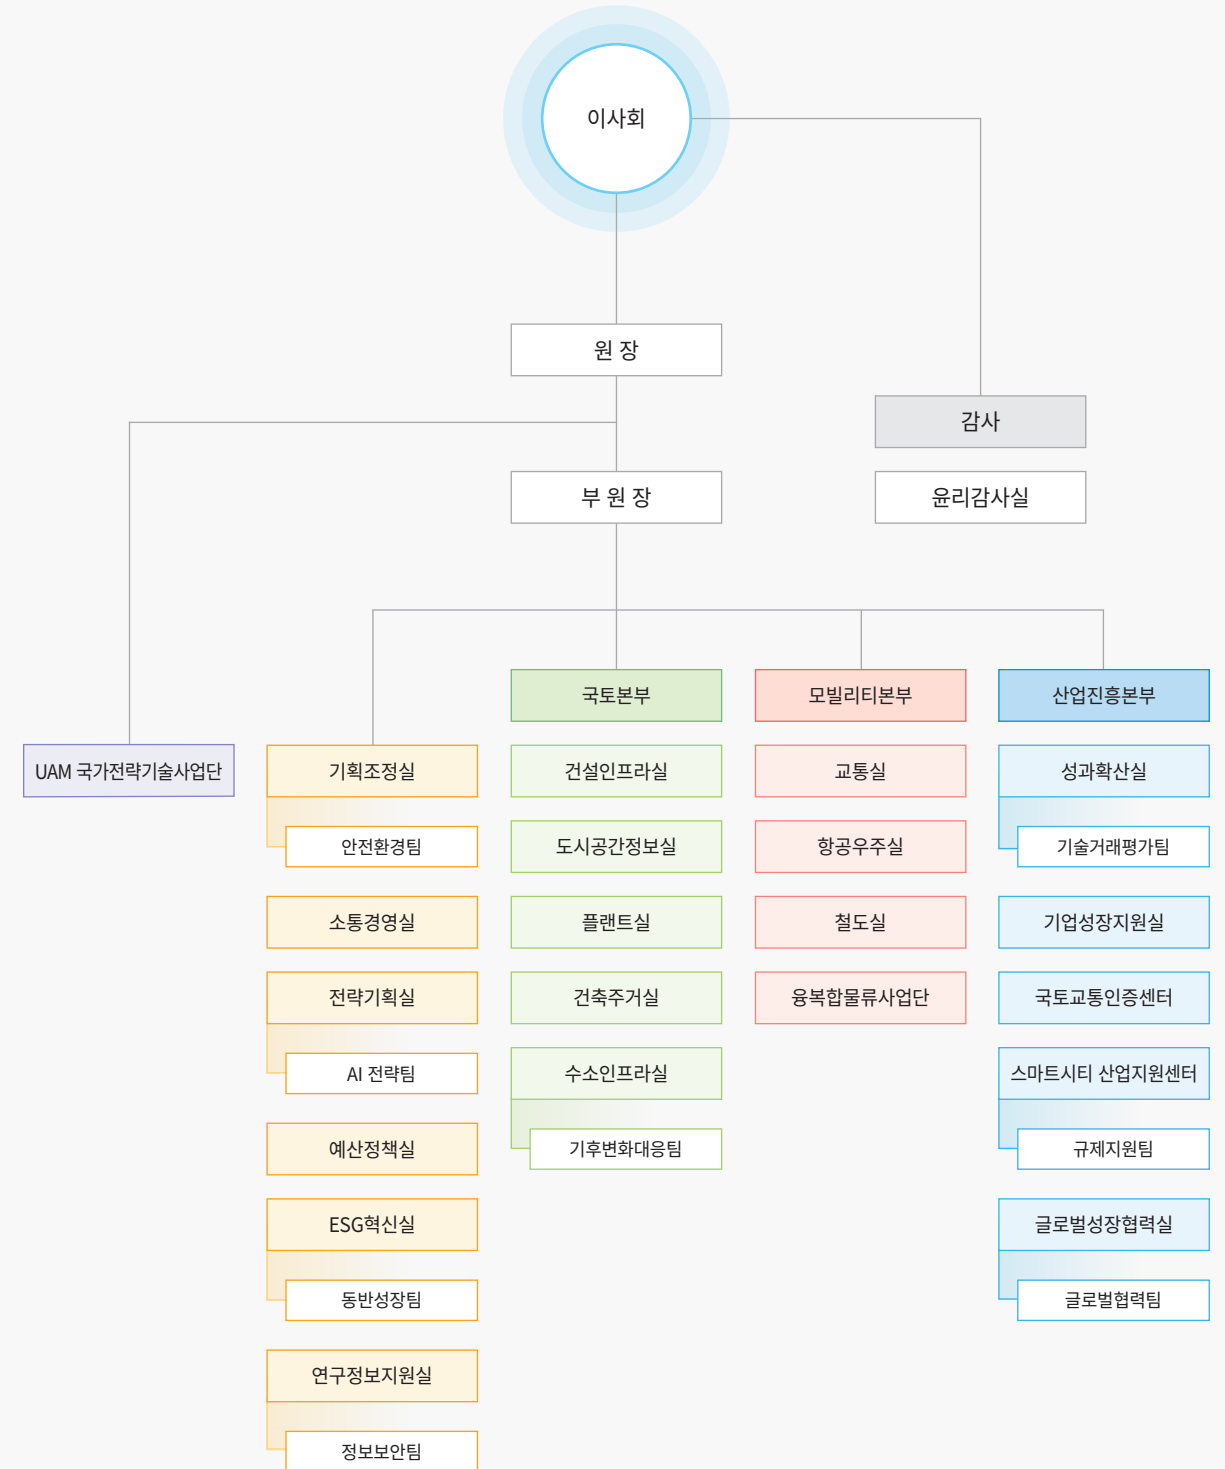 이사회
원 장
감사
부 원 장
윤리감사실
UAM 국가전략기술사업단
기획조정실
안전환경팀
소통경영실
전략기획실
AI 전략팀
예산정책실
ESG혁신실
동반성장팀
연구정보지원실
정보보안팀
국토본부
건설인프라실
도시공간정보실
플랜트실
건축주거실
수소인프라실
기후변화대응팀
모빌리티본부
교통실
항공우주실
철도실
융복합물류사업단
산업진흥본부
성과확산실
기술거래평가팀
기업성장지원실
국토교통인증센터
스마트시티 산업지원센터
규제지원팀
글로벌성장협력실
글로벌협력팀